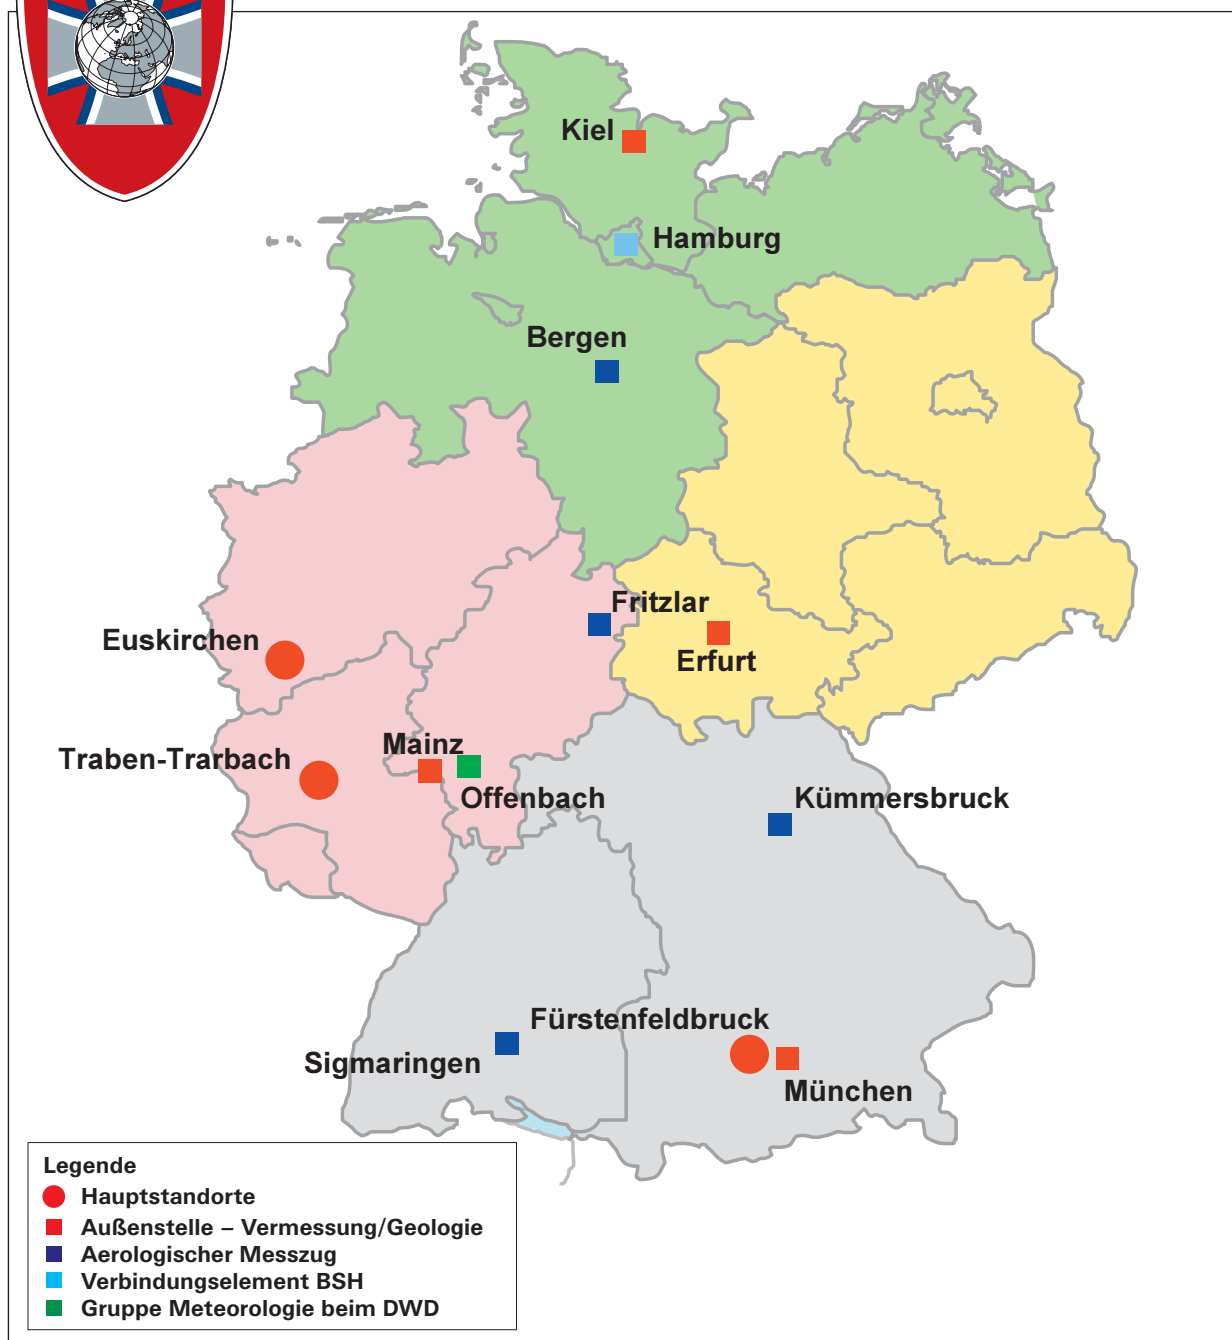 Kiel
Hamburg
Bergen
Fritzlar
Euskirchen
Erfurt
Mainz
Traben-Trarbach
Offenbach
Kümmersbruck
Fürstenfeldbruck
Sigmaringen
München
Legende
Hauptstandorte
Außenstelle – Vermessung/Geologie
Aerologischer Messzug
Verbindungselement BSH
Gruppe Meteorologie beim DWD